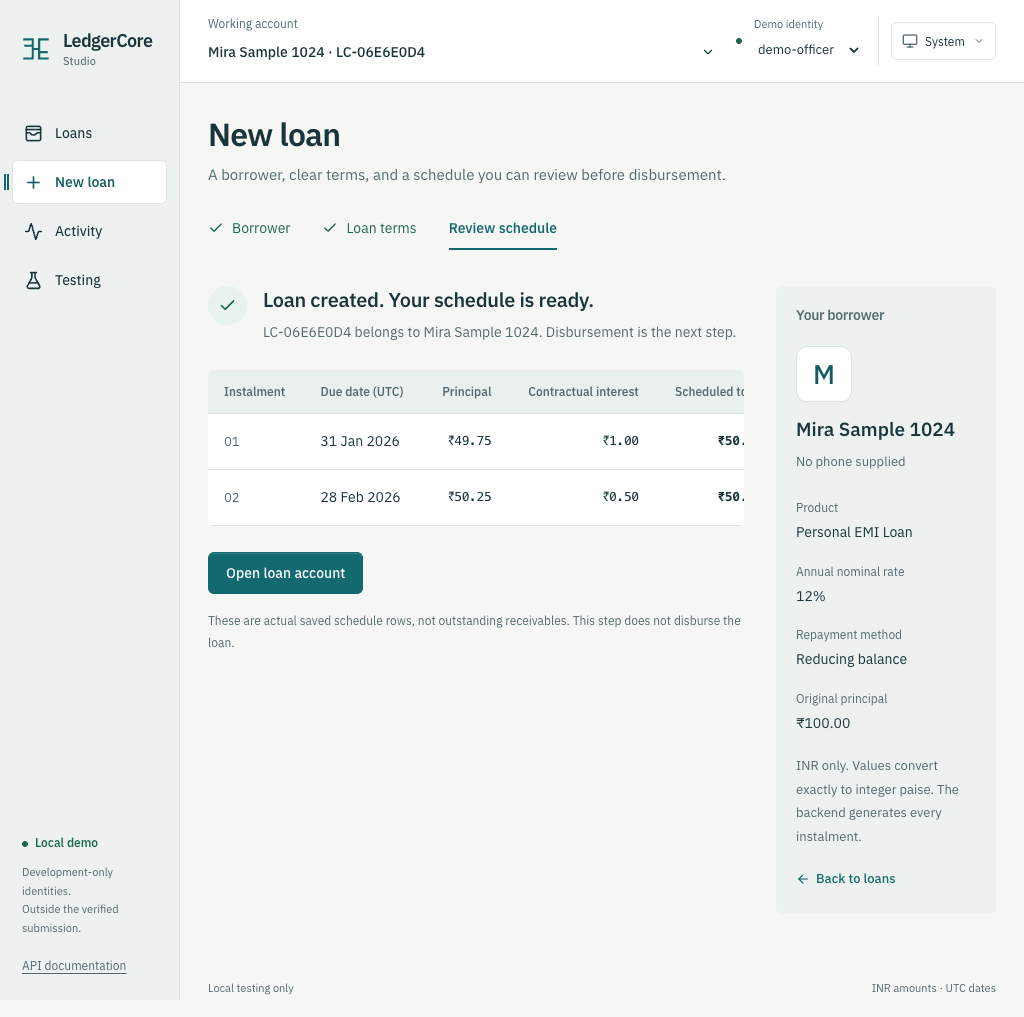 LedgerCore
Studio
Loans
New loan
Activity
Testing
Local demo
Development-only
identities.
Outside the verified
submission.
API documentation
Working account
Mira Sample 1024 · LC-06E6E0D4
Demo identity
demo-officer
System
New loan
A borrower, clear terms, and a schedule you can review before disbursement.
Borrower
Loan terms
Review schedule
Loan created. Your schedule is ready.
LC-06E6E0D4 belongs to Mira Sample 1024. Disbursement is the next step.
Instalment Due date (UTC) Principal Contractual interest Scheduled
01 31 Jan 2026 ₹49.75 ₹1.00 ₹50.
02 28 Feb 2026 ₹50.25 ₹0.50 ₹50.
Open loan account
These are actual saved schedule rows, not outstanding receivables. This step does not disburse the
loan.
Your borrower
M
Mira Sample 1024
No phone supplied
Product
Personal EMI Loan
Annual nominal rate
12%
Repayment method
Reducing balance
Original principal
₹100.00
INR only. Values convert
exactly to integer paise. The
backend generates every
instalment.
Back to loans
Local testing only
INR amounts · UTC dates